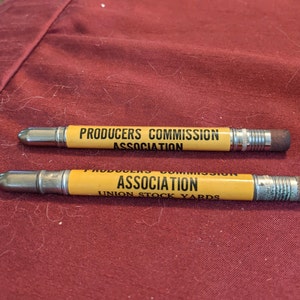 PRODUCERS COMMISSION
ASSOCIATION
PRODUCERS COMMISSION
ASSOCIATION
UNION STOCK YARDS